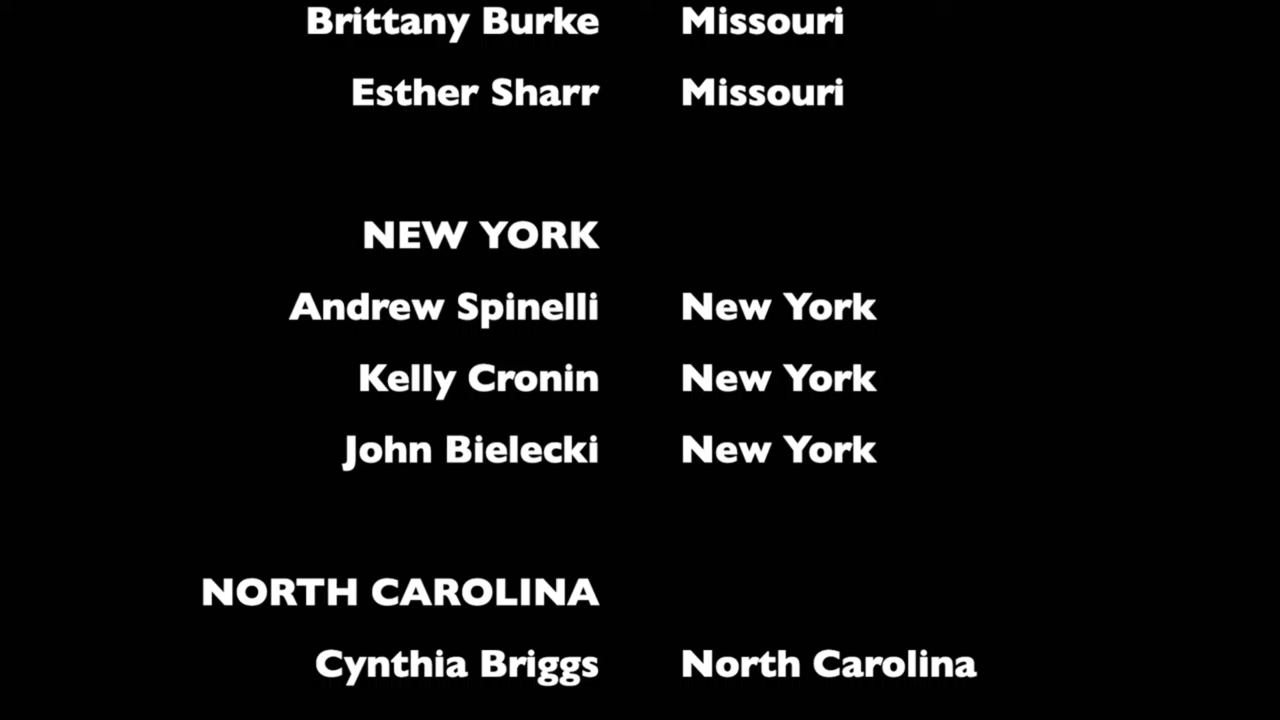 Brittany Burke Missouri
Esther Sharr Missouri
NEW YORK
Andrew Spinelli New York
Kelly Cronin New York
John Bielecki New York
NORTH CAROLINA
Cynthia Briggs North Carolina